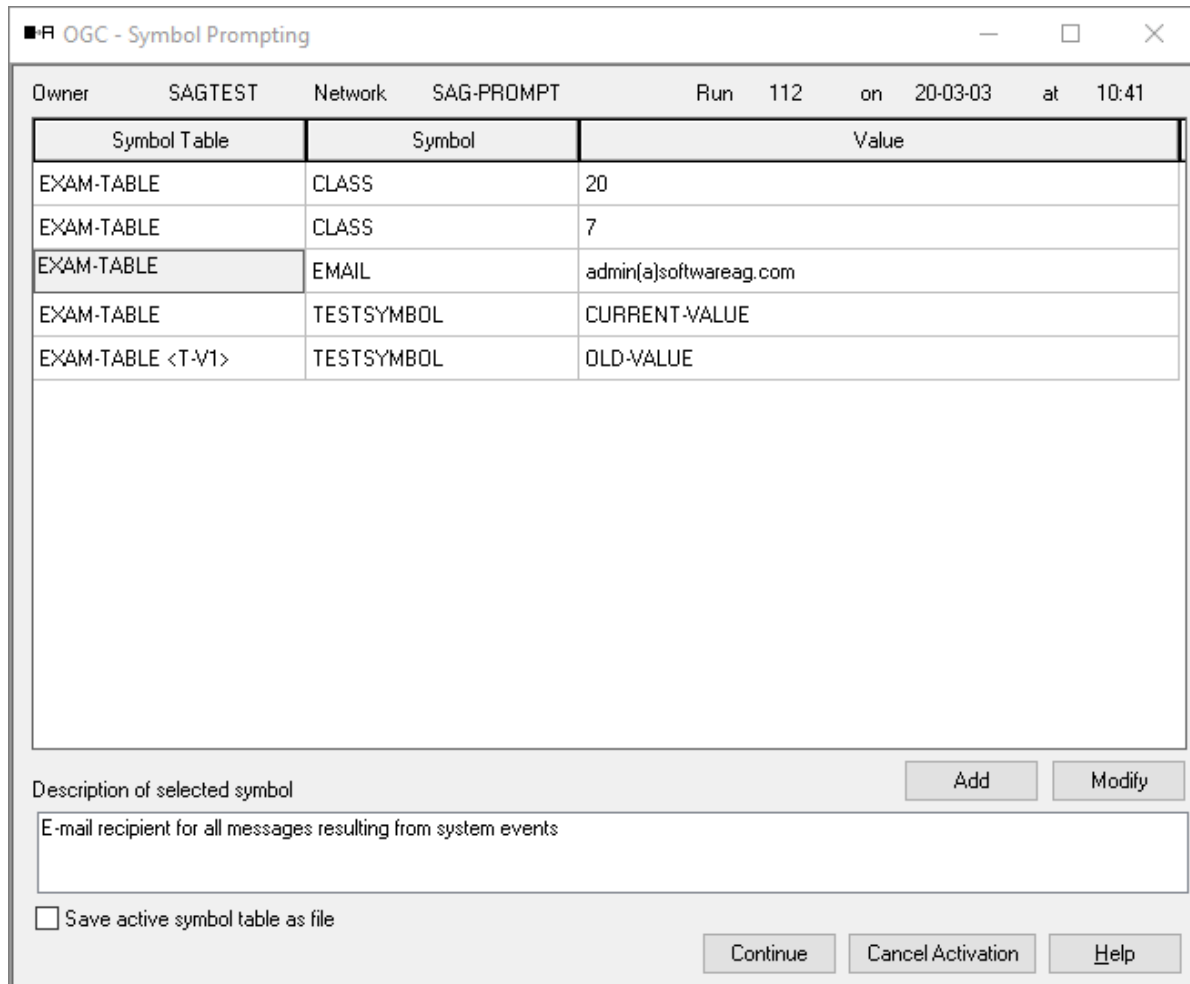 OGC - Symbol Prompting
Owner SAGTEST Network SAG-PROMPT Run 112 on 20-03-03 at 10:41
Symbol Table Symbol Value
EXAM-TABLE CLASS 20
EXAM-TABLE CLASS 7
EXAM-TABLE EMAIL admin(a)softwareag.com
EXAM-TABLE TESTSYMBOL CURRENT-VALUE
EXAM-TABLE <T-V1> TESTSYMBOL OLD-VALUE
Description of selected symbol Add Modify
E-mail recipient for all messages resulting from system events
Save active symbol table as file
Continue Cancel Activation Help